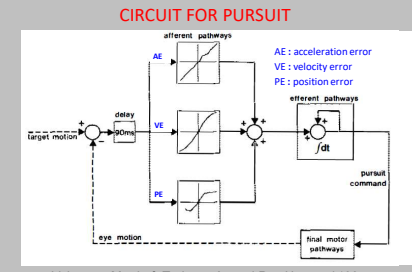 CIRCUIT FOR PURSUIT
afferent pathways
AE
AE : acceleration error
VE : velocity error
PE : position error
efferent pathways
delay
90ms
VE
target motion
+
−
+
+
+
+
+
∫dt
pursuit
command
PE
eye motion
final motor
pathways